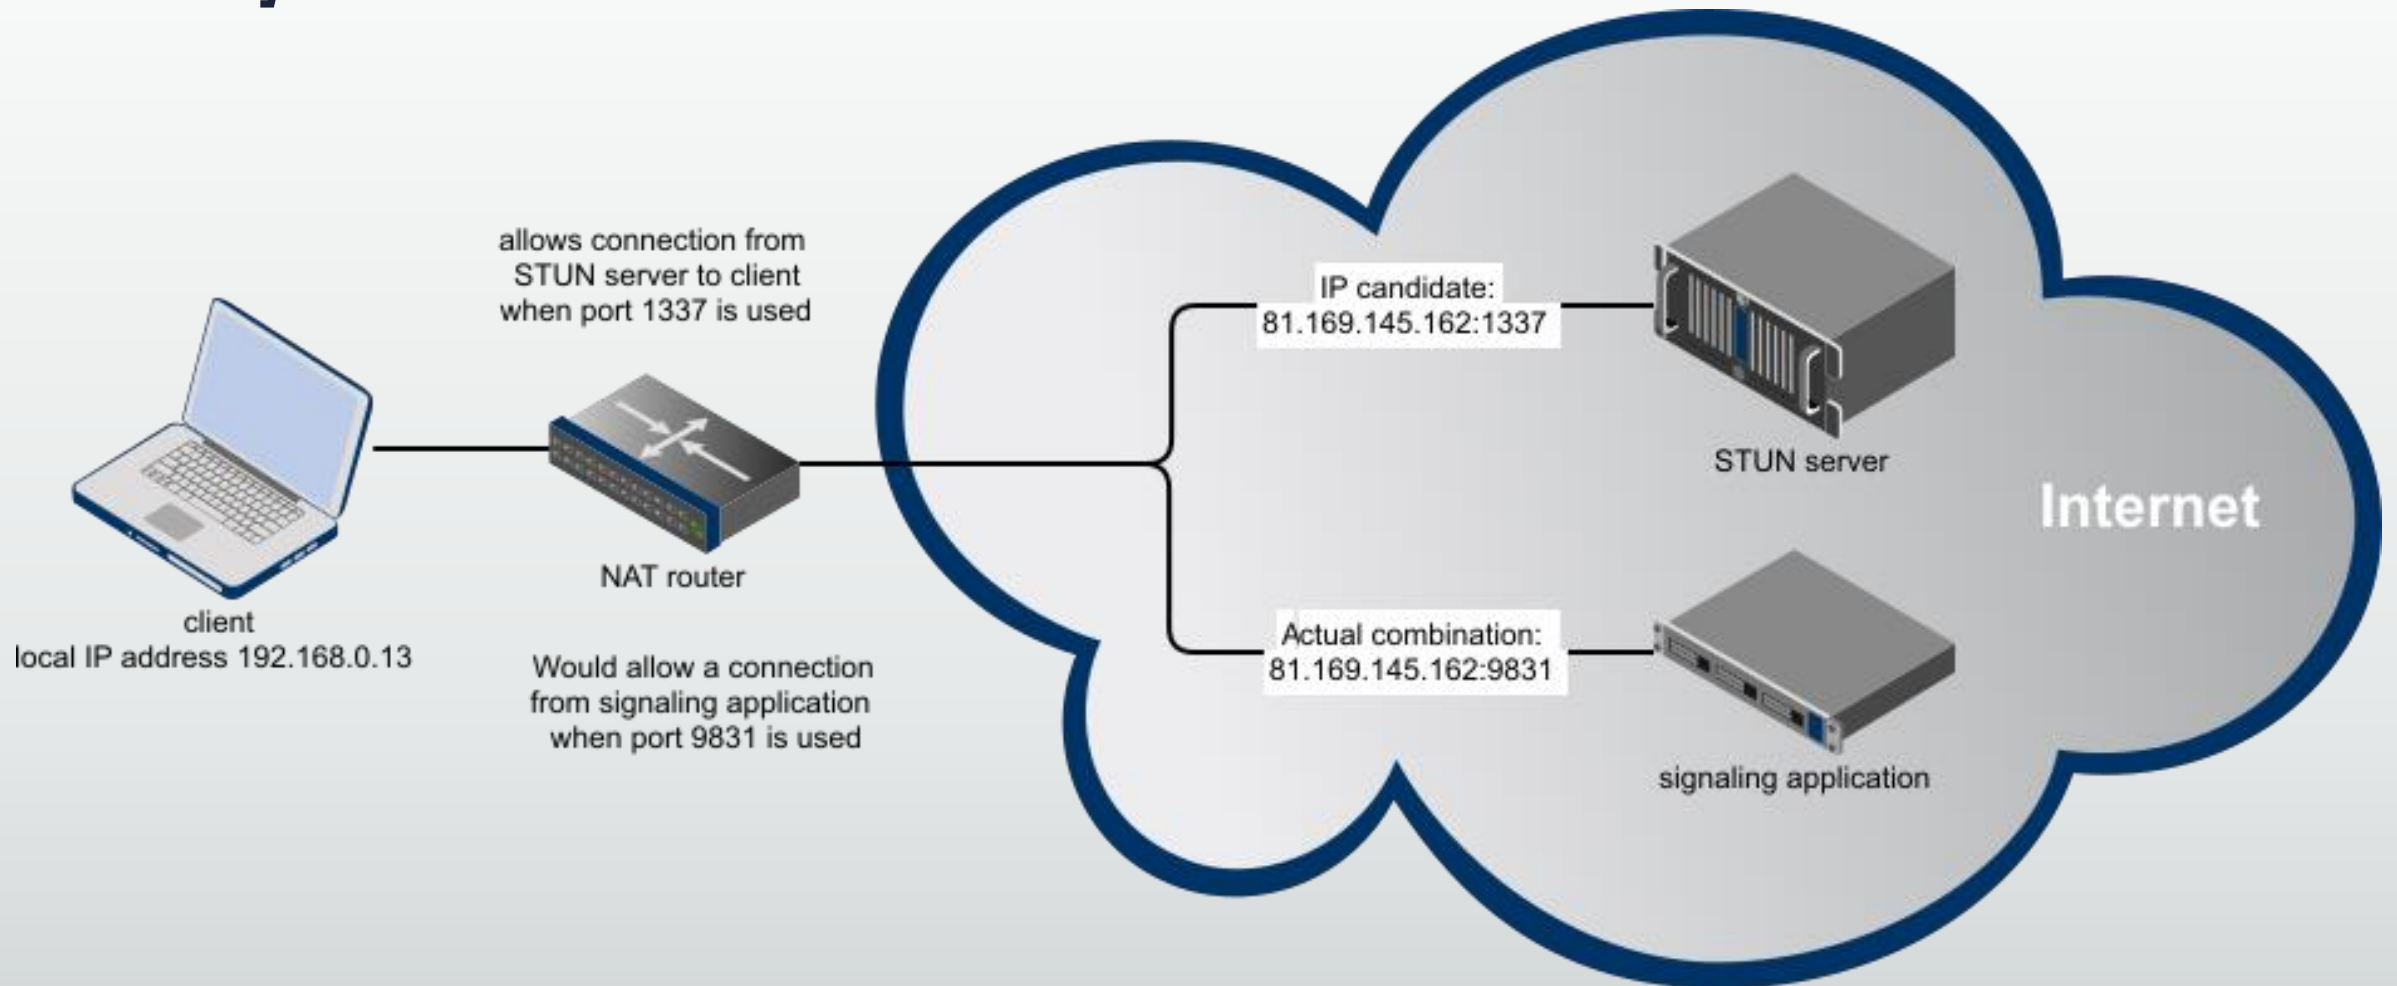 allows connection from
STUN server to client
when port 1337 is used
IP candidate:
81.169.145.162:1337
STUN server
Internet
NAT router
client
local IP address 192.168.0.13
Would allow a connection
from signaling application
when port 9831 is used
Actual combination:
81.169.145.162:9831
signaling application